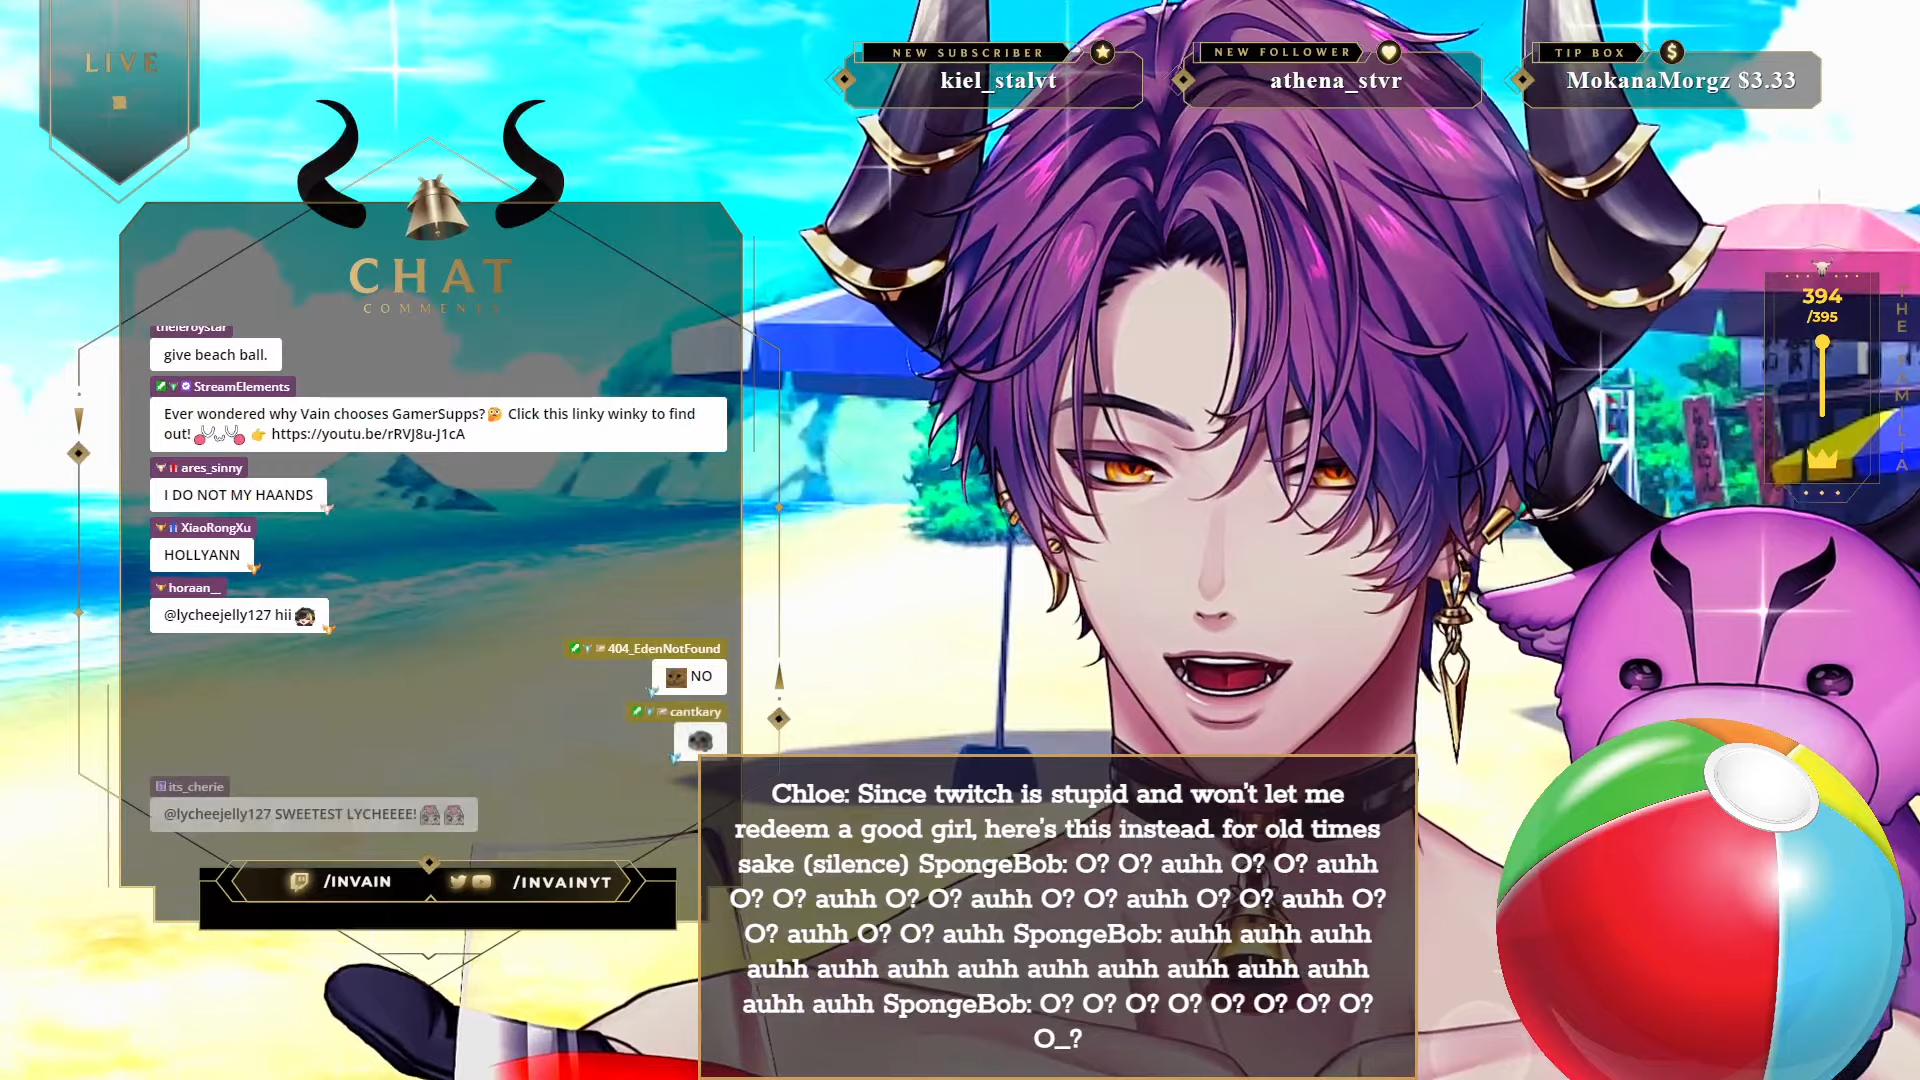 LIVE
NEW SUBSCRIBER
kiel_stalvt
NEW FOLLOWER
athena_stvr
TIP BOX
MokanaMorgz $3.33
CHAT
COMMENTS
theleroystar
give beach ball.
StreamElements
Ever wondered why Vain chooses GamerSupps?🤔 Click this linky winky to find
out! 👉 https://youtu.be/rRVJ8u-J1cA
ares_sinny
I DO NOT MY HAANDS
XiaoRongXu
HOLLYANN
horaan__
@lycheejelly127 hii
404_EdenNotFound
NO
cantkary
its_cherie
@lycheejelly127 SWEETEST LYCHEEEE!
/INVAIN
/INVAINYT
394
/395
THE FAMILIA
Chloe: Since twitch is stupid and won't let me
redeem a good girl, here's this instead for old times
sake (silence) SpongeBob: O? O? auhh O? O? auhh
O? O? auhh O? O? auhh O? O? auhh O? O? auhh O?
O? auhh O? O? auhh SpongeBob: auhh auhh auhh
auhh auhh auhh auhh auhh auhh auhh auhh auhh
auhh auhh SpongeBob: O? O? O? O? O? O? O? O?
O_?